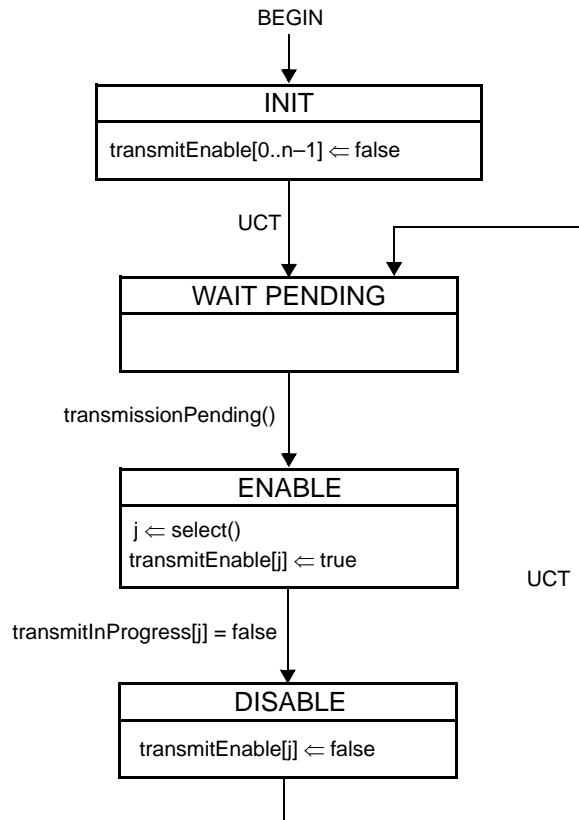 BEGIN
INIT
transmitEnable[0..n–1] ⇐ false
UCT
WAIT PENDING
transmissionPending()
ENABLE
j ⇐ select()
transmitEnable[j] ⇐ true
UCT
transmitInProgress[j] = false
DISABLE
transmitEnable[j] ⇐ false